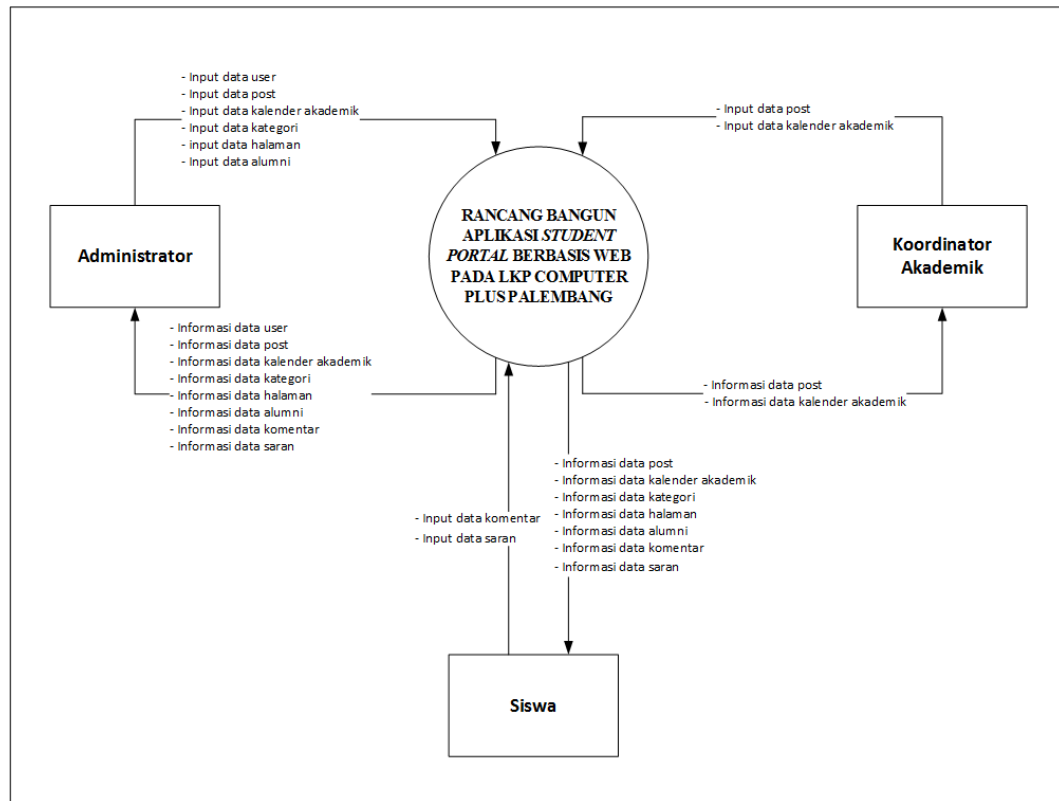 - Input data user
- Input data post
- Input data kalender akademik
- Input data kategori
- input data halaman
- Input data alumni
- Input data post
- Input data kalender akademik
Administrator
RANCANG BANGUN
APLIKASI STUDENT
PORTAL BERBASIS WEB
PADA LKP COMPUTER
PLUS PALEMBANG
Koordinator
Akademik
- Informasi data user
- Informasi data post
- Informasi data kalender akademik
- Informasi data kategori
- Informasi data halaman
- Informasi data alumni
- Informasi data komentar
- Informasi data saran
- Informasi data post
- Informasi data kalender akademik
- Input data komentar
- Input data saran
- Informasi data post
- Informasi data kalender akademik
- Informasi data kategori
- Informasi data halaman
- Informasi data alumni
- Informasi data komentar
- Informasi data saran
Siswa